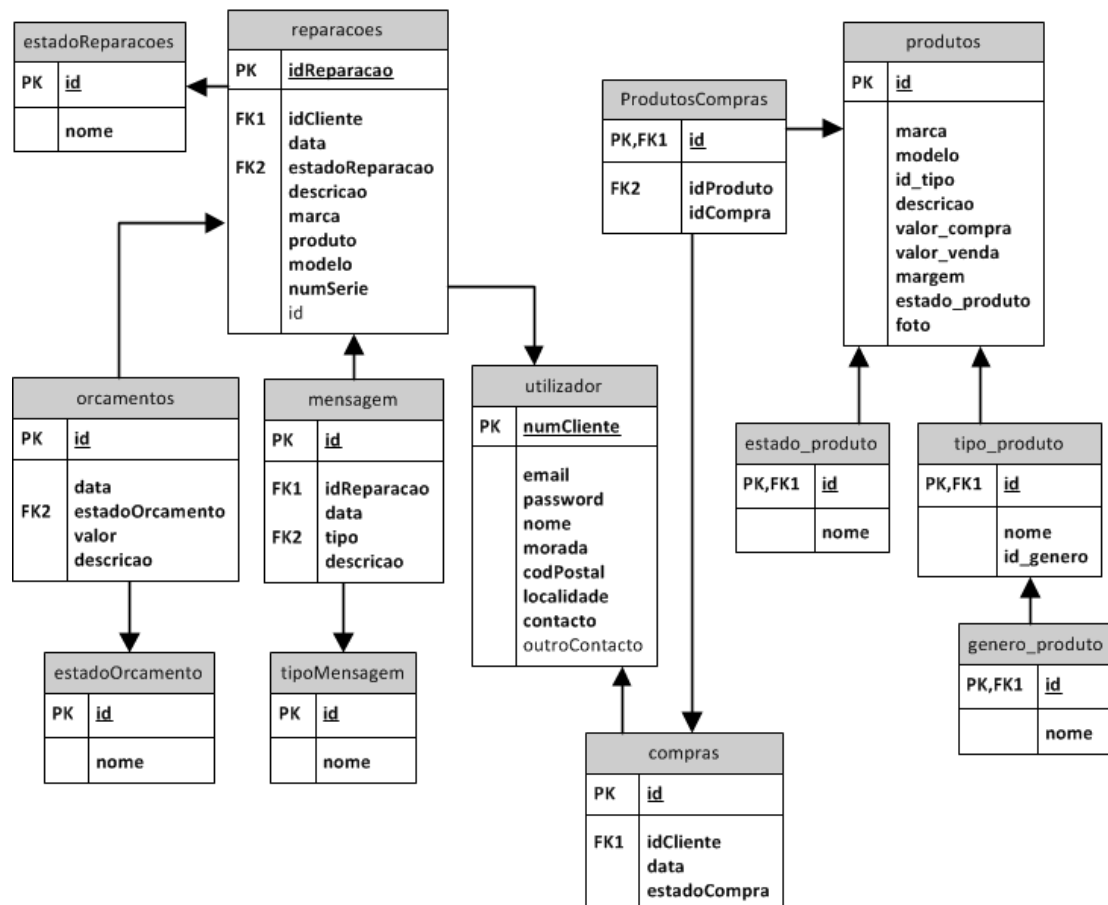 estadoReparacoes
PK id
nome
reparacoes
PK idReparacao
FK1 idCliente
data
FK2 estadoReparacao
descricao
marca
produto
modelo
numSerie
id
ProdutosCompras
PK,FK1 id
FK2 idProduto
idCompra
produtos
PK id
marca
modelo
id_tipo
descricao
valor_compra
valor_venda
margem
estado_produto
foto
orcamentos
PK id
data
FK2 estadoOrcamento
valor
descricao
mensagem
PK id
FK1 idReparacao
data
FK2 tipo
descricao
utilizador
PK numCliente
email
password
nome
morada
codPostal
localidade
contacto
outroContacto
estado_produto
PK,FK1 id
nome
tipo_produto
PK,FK1 id
nome
id_genero
estadoOrcamento
PK id
nome
tipoMensagem
PK id
nome
genero_produto
PK,FK1 id
nome
compras
PK id
FK1 idCliente
data
estadoCompra